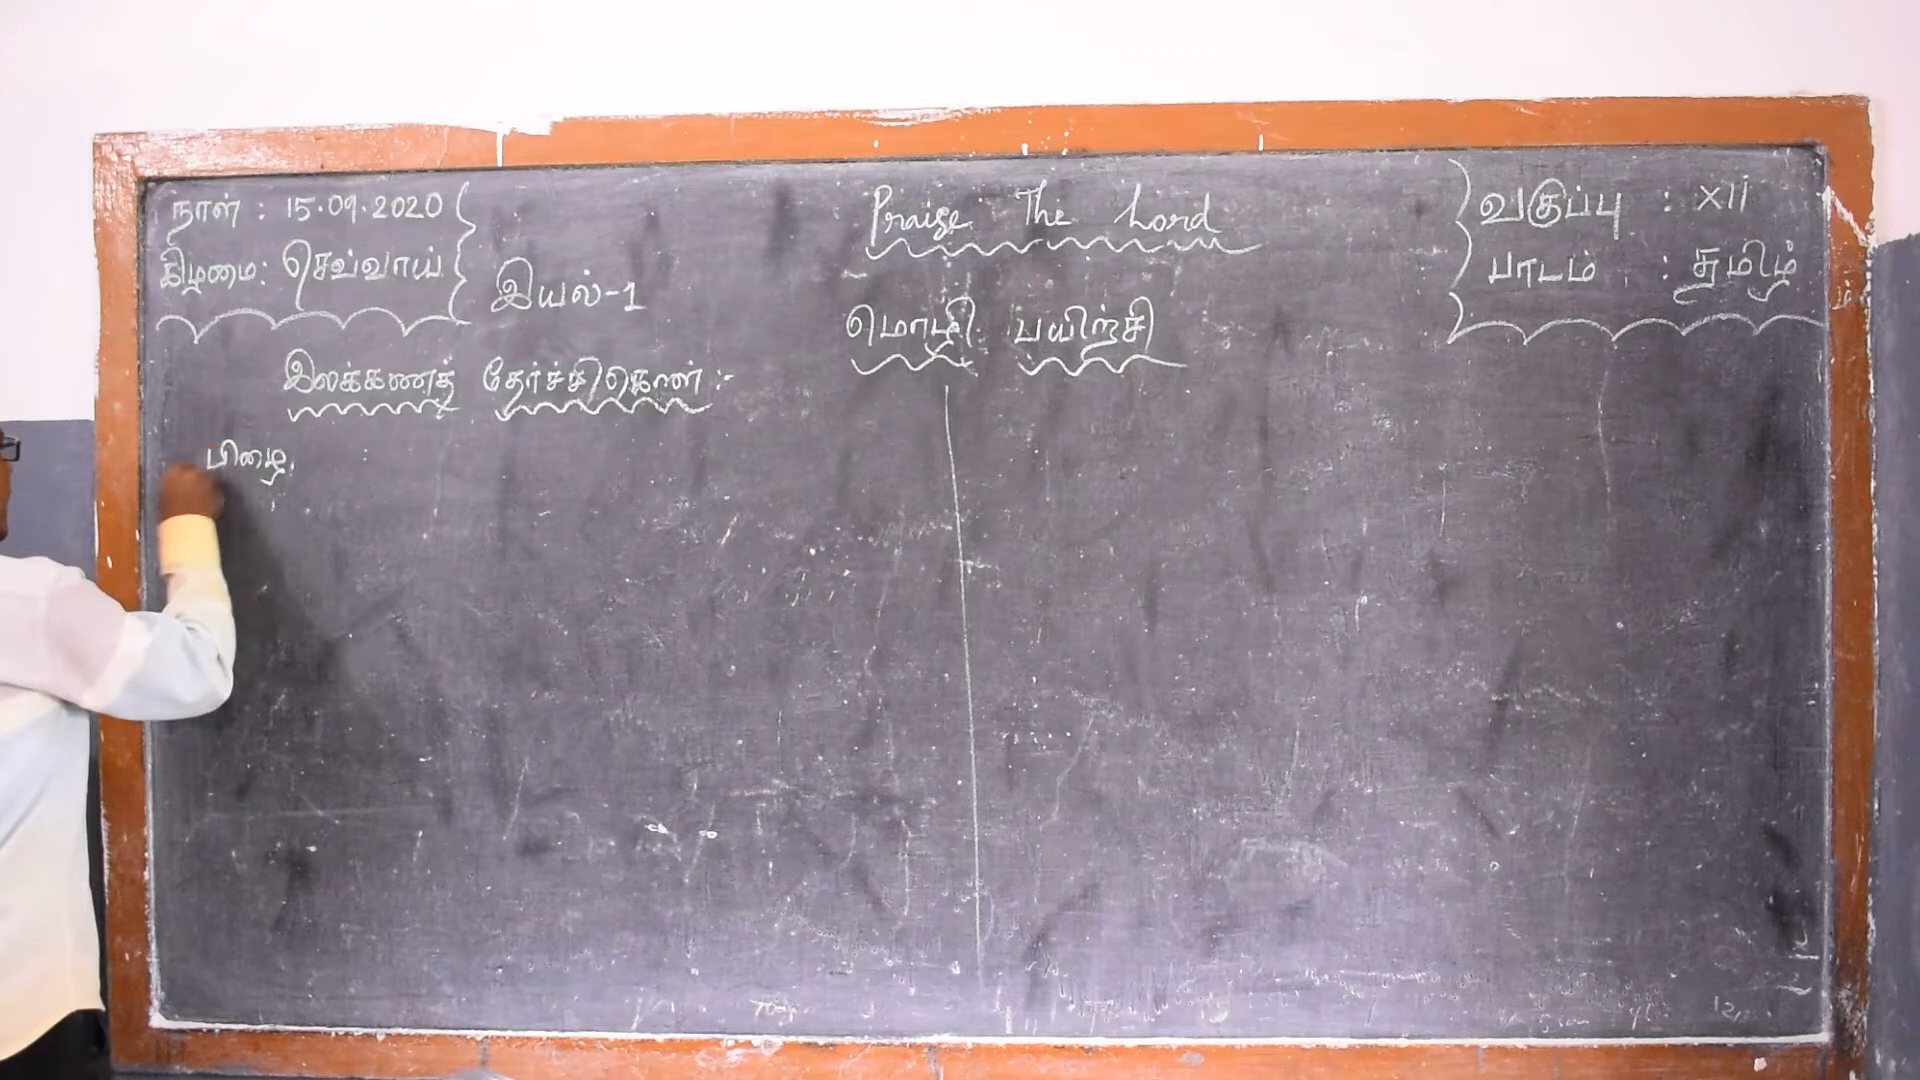 நாள் : 15.09.2020
கிழமை: செவ்வாய்
இயல்-1
Praise The Lord
மொழி பயிற்சி
வகுப்பு : XII
பாடம் : தமிழ்
இலக்கணத் தேர்ச்சிகொள் :-
பிழை